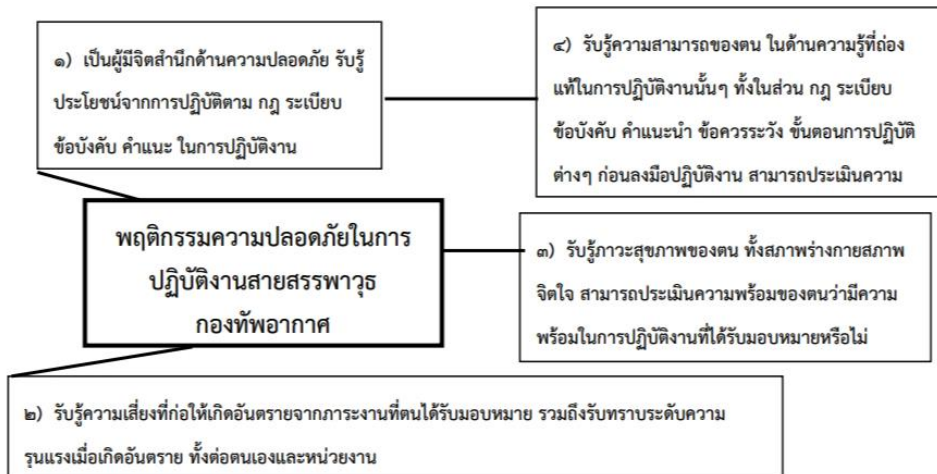 ๑) เป็นผู้มีจิตสำนึกด้านความปลอดภัย รับรู้
ประโยชน์จากการปฏิบัติตาม กฎ ระเบียบ
ข้อบังคับ คำแนะ ในการปฏิบัติงาน
๔) รับรู้ความสามารถของตน ในด้านความรู้ที่ถ่อง
แท้ในการปฏิบัติงานนั้นๆ ทั้งในส่วน กฎ ระเบียบ
ข้อบังคับ คำแนะนำ ข้อควรระวัง ขั้นตอนการปฏิบัติ
ต่างๆ ก่อนลงมือปฏิบัติงาน สามารถประเมินความ
พฤติกรรมความปลอดภัยในการ
ปฏิบัติงานสายสรรพาวุธ
กองทัพอากาศ
๓) รับรู้ภาวะสุขภาพของตน ทั้งสภาพร่างกายสภาพ
จิตใจ สามารถประเมินความพร้อมของตนว่ามีความ
พร้อมในการปฏิบัติงานที่ได้รับมอบหมายหรือไม่
๒) รับรู้ความเสี่ยงที่ก่อให้เกิดอันตรายจากภาระงานที่ตนได้รับมอบหมาย รวมถึงรับทราบระดับความ
รุนแรงเมื่อเกิดอันตราย ทั้งต่อตนเองและหน่วยงาน